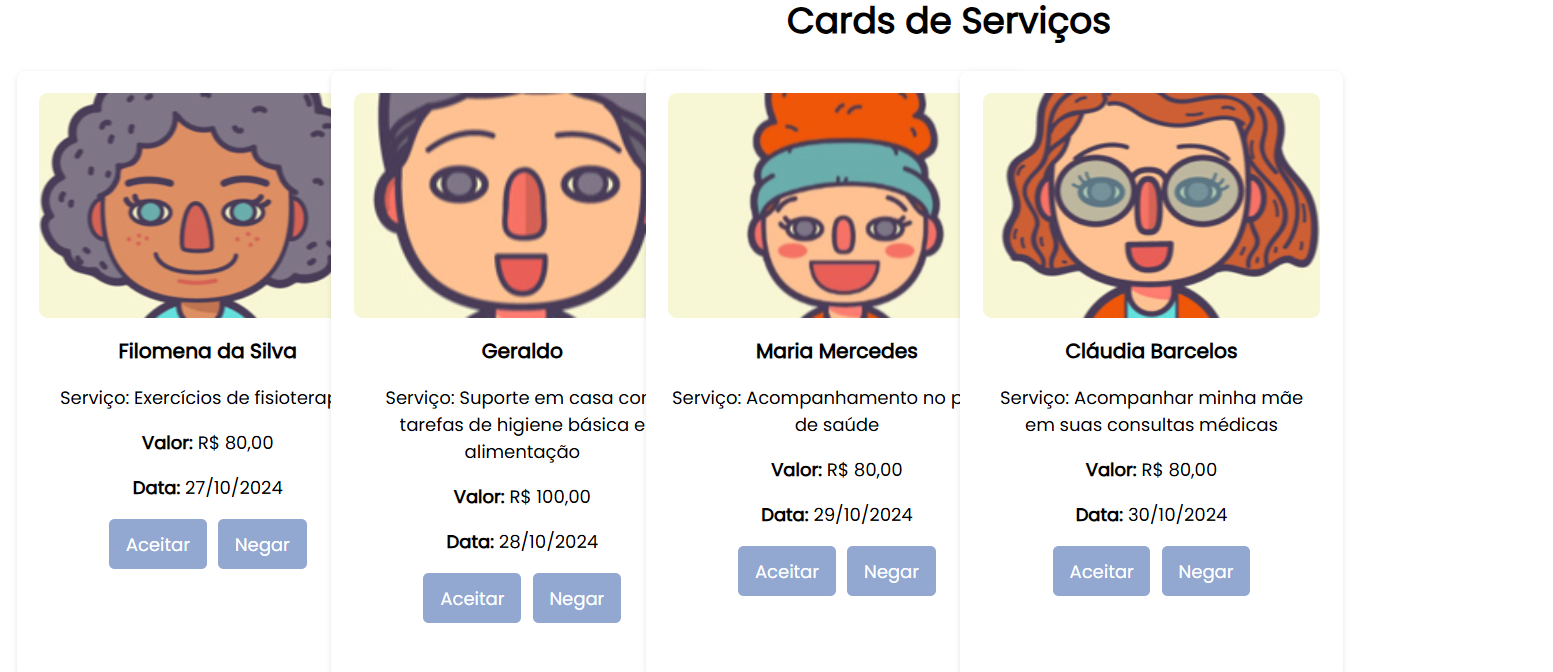 Cards de Serviços
Filomena da Silva
Serviço: Exercícios de
Valor: R$ 80,00
Data: 27/10/2024
Aceitar Negar
Geraldo
Serviço: Suporte em casa
tarefas de higiene básica e
alimentação
Valor: R$ 100,00
Data: 28/10/2024
Aceitar Negar
Maria Mercedes
Serviço: Acompanhamento no
de saúde
Valor: R$ 80,00
Data: 29/10/2024
Aceitar Negar
Cláudia Barcelos
Serviço: Acompanhar minha mãe
em suas consultas médicas
Valor: R$ 80,00
Data: 30/10/2024
Aceitar Negar